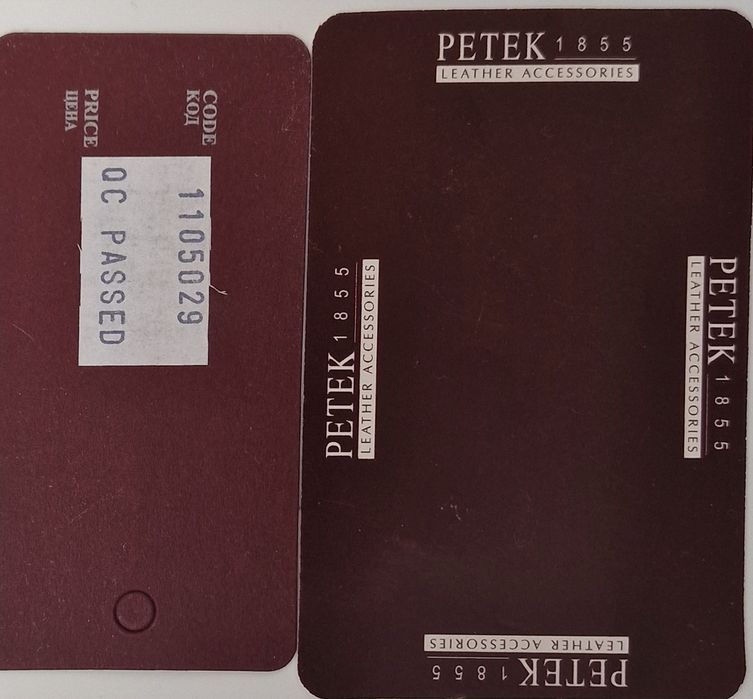 CODE
КОД
1105029
PRICE
ЦЕНА
QC PASSED
PETEK 1855
LEATHER ACCESSORIES
PETEK 1855
LEATHER ACCESSORIES
PETEK 1855
LEATHER ACCESSORIES
PETEK 1855
LEATHER ACCESSORIES